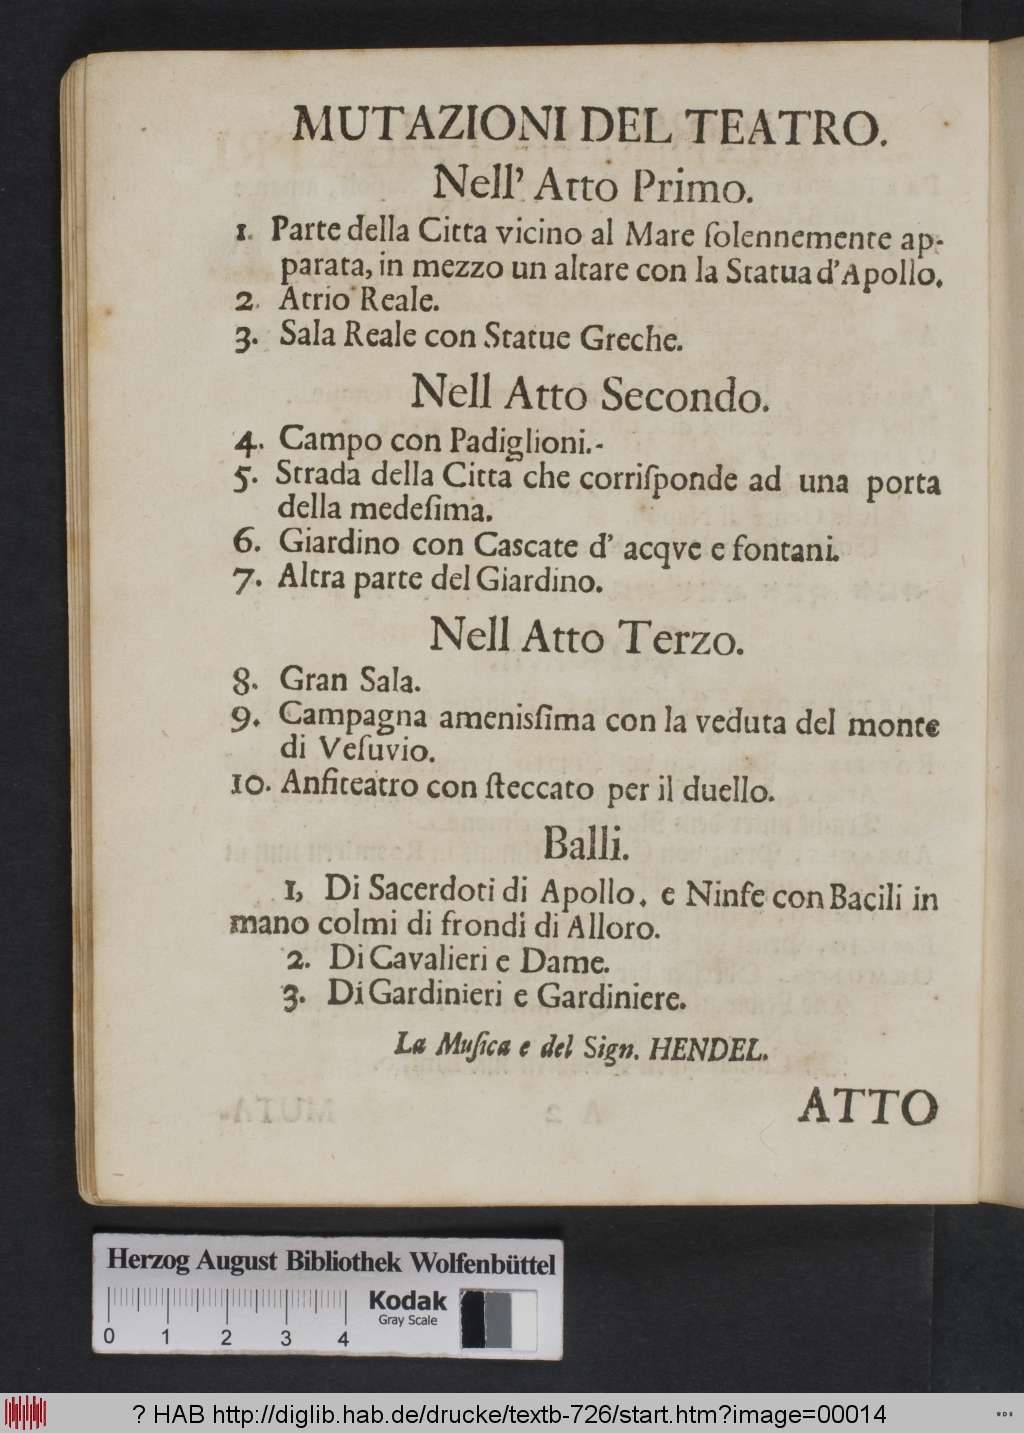 MUTAZIONI DEL TEATRO.
Nell' Atto Primo.
1. Parte della Citta vicino al Mare ſolennemente ap-
parata, in mezzo un altare con la Statua d'Apollo.
2. Atrio Reale.
3. Sala Reale con Statue Greche.
Nell Atto Secondo.
4. Campo con Padiglioni.-
5. Strada della Citta che corriſponde ad una porta
della medeſima.
6. Giardino con Cascate d' acqve e fontani.
7. Altra parte del Giardino.
Nell Atto Terzo.
8. Gran Sala.
9. Campagna amenisſima con la veduta del monte
di Veſuvio.
10. Anfiteatro con ſteccato per il duello.
Balli.
1, Di Sacerdoti di Apollo, e Ninfe con Bacili in
mano colmi di frondi di Alloro.
2. Di Cavalieri e Dame.
3. Di Gardinieri e Gardiniere.
La Muſica e del Sign. HENDEL.
ATTO
Herzog August Bibliothek Wolfenbüttel
Kodak
Gray Scale
0 1 2 3 4
? HAB http://diglib.hab.de/drucke/textb-726/start.htm?image=00014